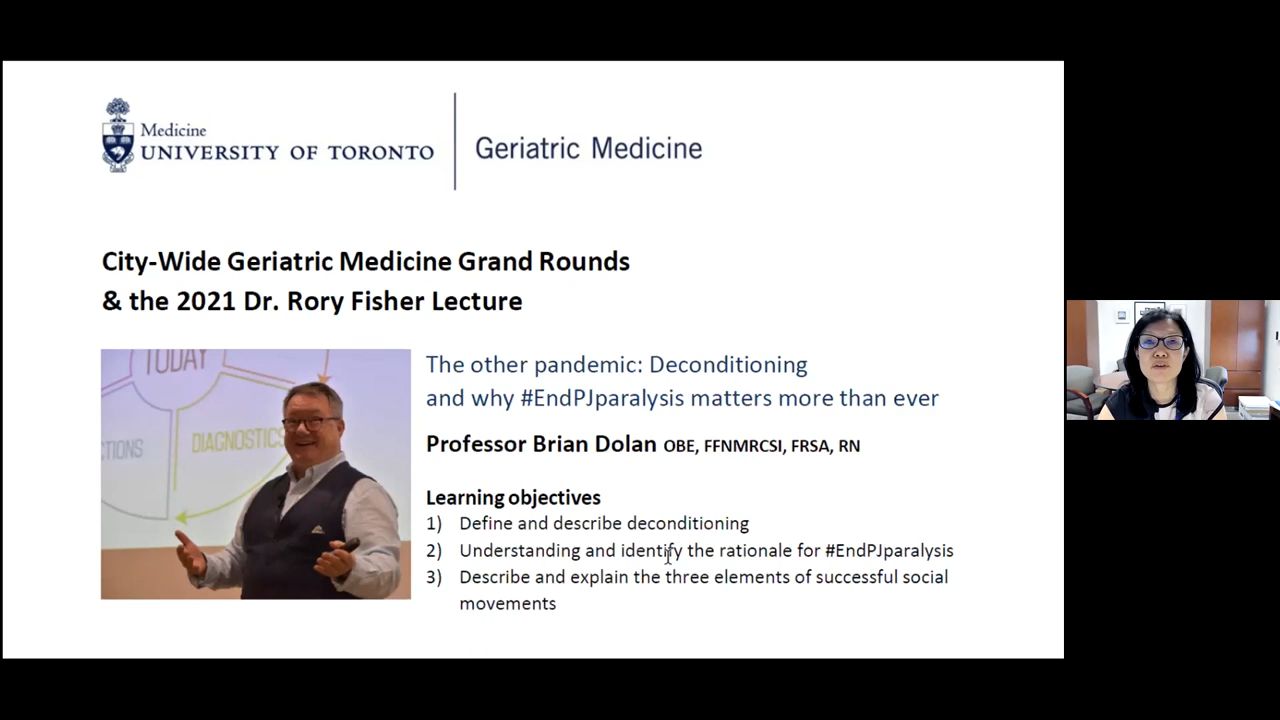 Medicine
UNIVERSITY OF TORONTO
Geriatric Medicine
City-Wide Geriatric Medicine Grand Rounds
& the 2021 Dr. Rory Fisher Lecture
TODAY
DIAGNOSTICS
The other pandemic: Deconditioning
and why #EndPJparalysis matters more than ever
Professor Brian Dolan OBE, FFNMRCSI, FRSA, RN
Learning objectives
1) Define and describe deconditioning
2) Understanding and identify the rationale for #EndPJparalysis
3) Describe and explain the three elements of successful social
movements